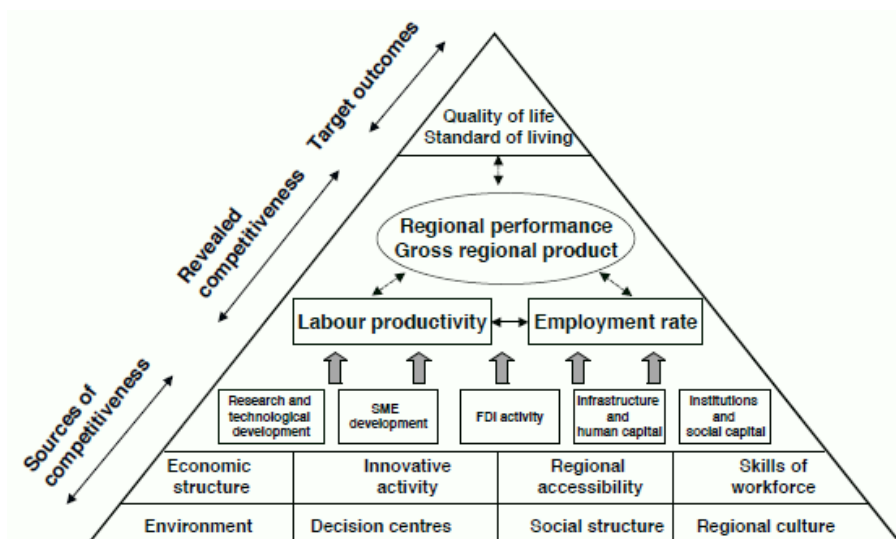 Target outcomes
Quality of life
Standard of living
Revealed
competitiveness
Regional performance
Gross regional product
Labour productivity
Employment rate
Sources of
competitiveness
Research and
technological
development
SME
development
FDI activity
Infrastructure
and
human capital
Institutions
and
social capital
Economic
structure
Innovative
activity
Regional
accessibility
Skills of
workforce
Environment
Decision centres
Social structure
Regional culture